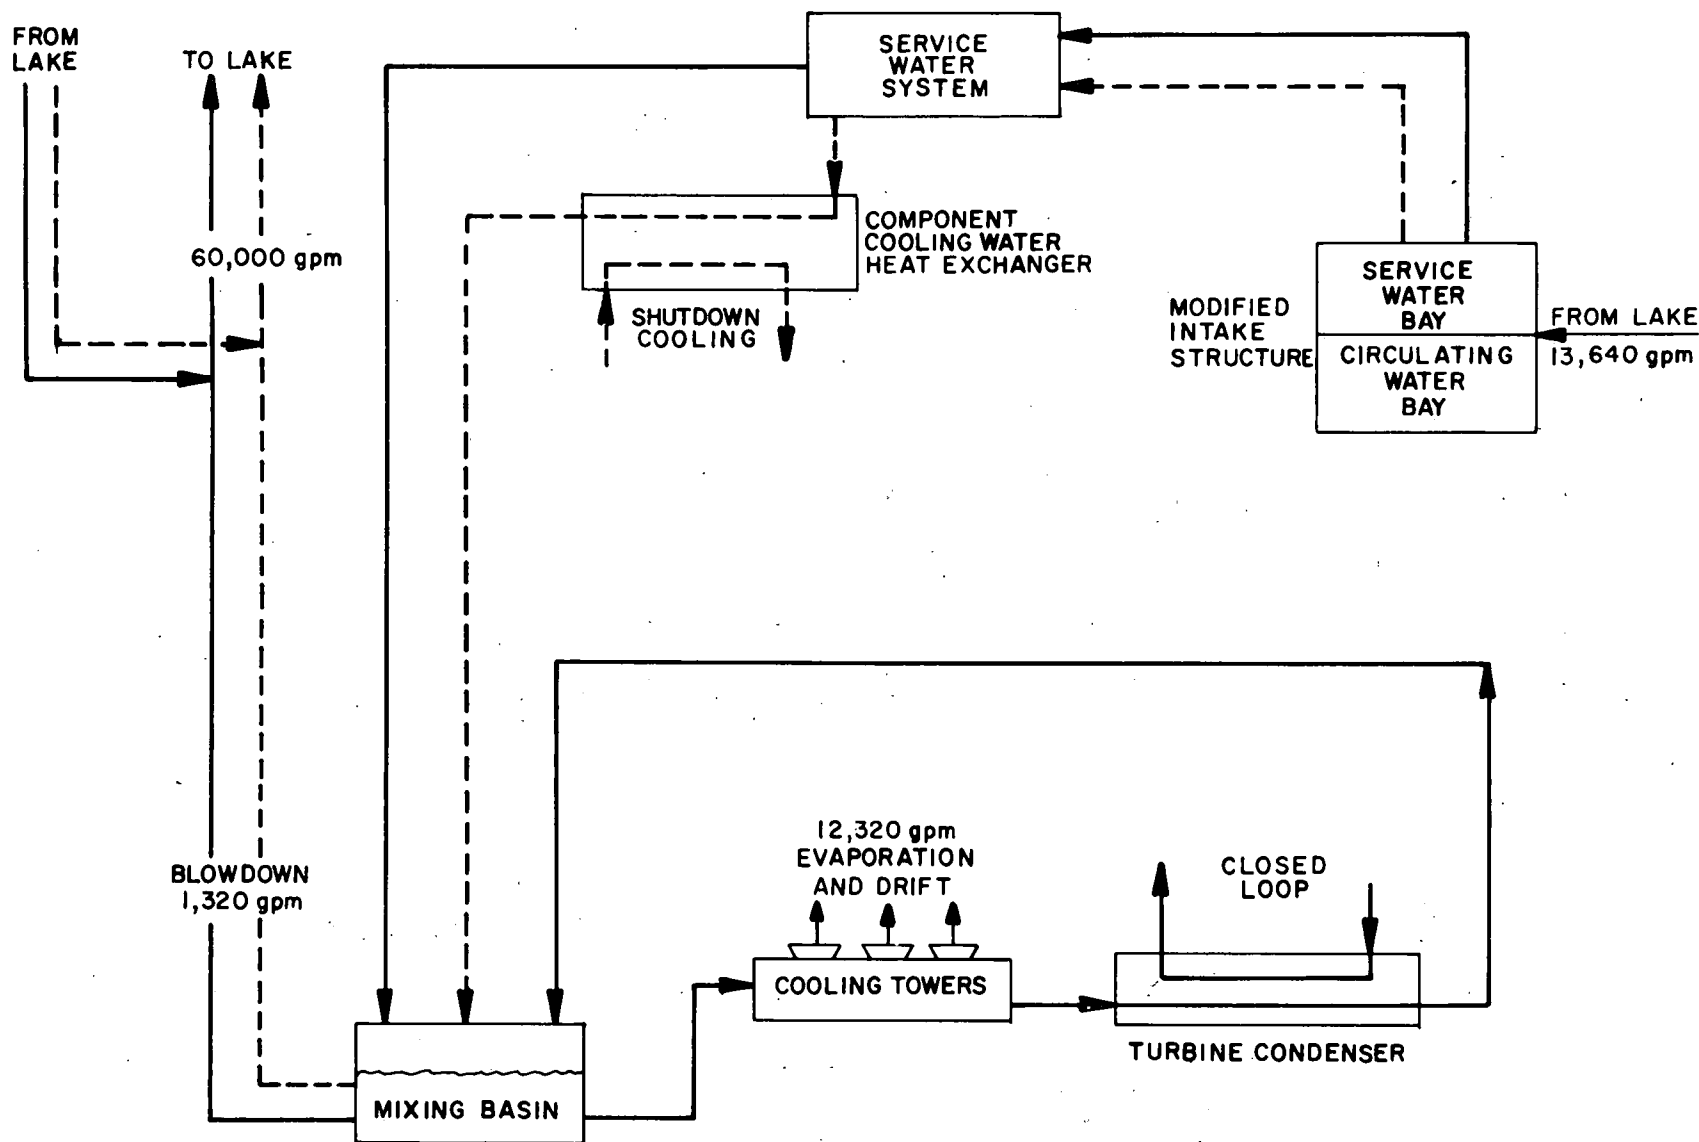 FROM
LAKE
TO LAKE
SERVICE
WATER
SYSTEM
60,000 gpm
COMPONENT
COOLING WATER
HEAT EXCHANGER
SHUTDOWN
COOLING
MODIFIED
INTAKE
STRUCTURE
SERVICE
WATER
BAY
CIRCULATING
WATER
BAY
FROM LAKE
13,640 gpm
BLOWDOWN
1,320 gpm
12,320 gpm
EVAPORATION
AND DRIFT
CLOSED
LOOP
COOLING TOWERS
TURBINE CONDENSER
MIXING BASIN